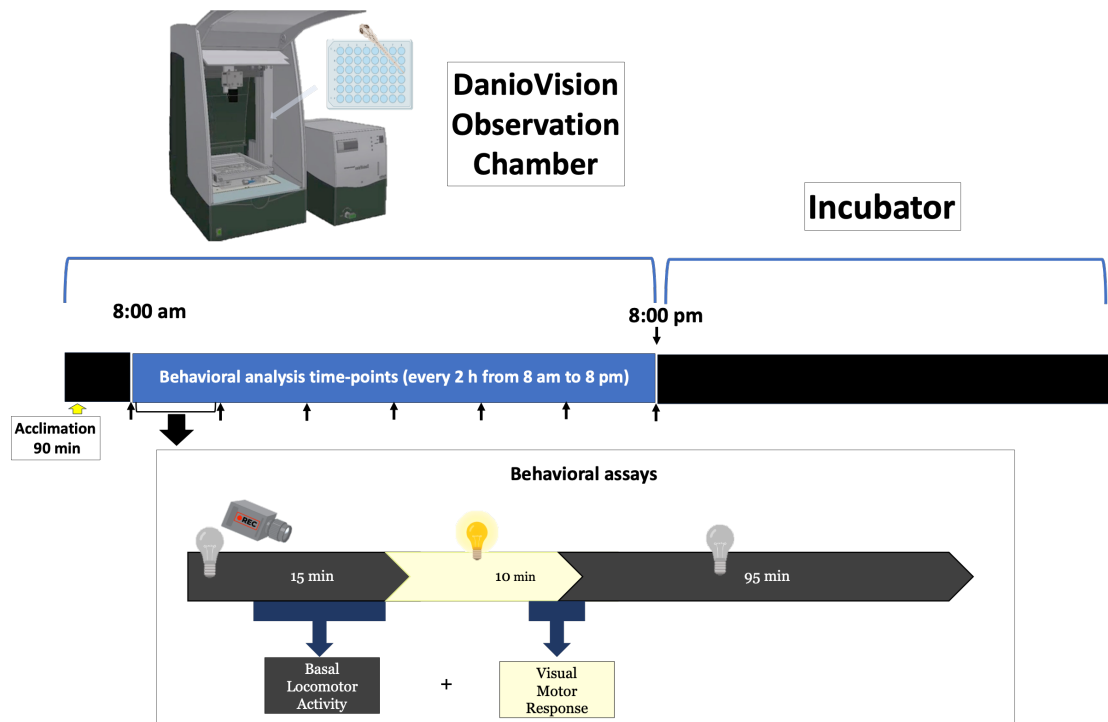 DanioVision
Observation
Chamber
Incubator
8:00 am
8:00 pm
Behavioral analysis time-points (every 2 h from 8 am to 8 pm)
Acclimation
90 min
Behavioral assays
REC
15 min
10 min
95 min
Basal
Locomotor
Activity
+
Visual
Motor
Response